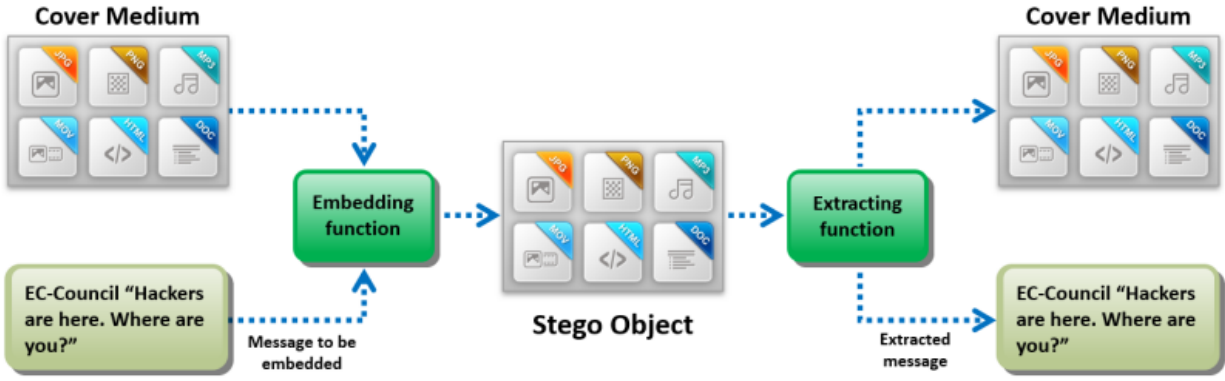 Cover Medium
JPG
PNG
MP3
MOV
HTML
</>
DOC
EC-Council “Hackers
are here. Where are
you?”
Message to be
embedded
Embedding
function
JPG
PNG
MP3
MOV
HTML
</>
DOC
Stego Object
Extracting
function
Cover Medium
JPG
PNG
MP3
MOV
HTML
</>
DOC
Extracted
message
EC-Council “Hackers
are here. Where are
you?”